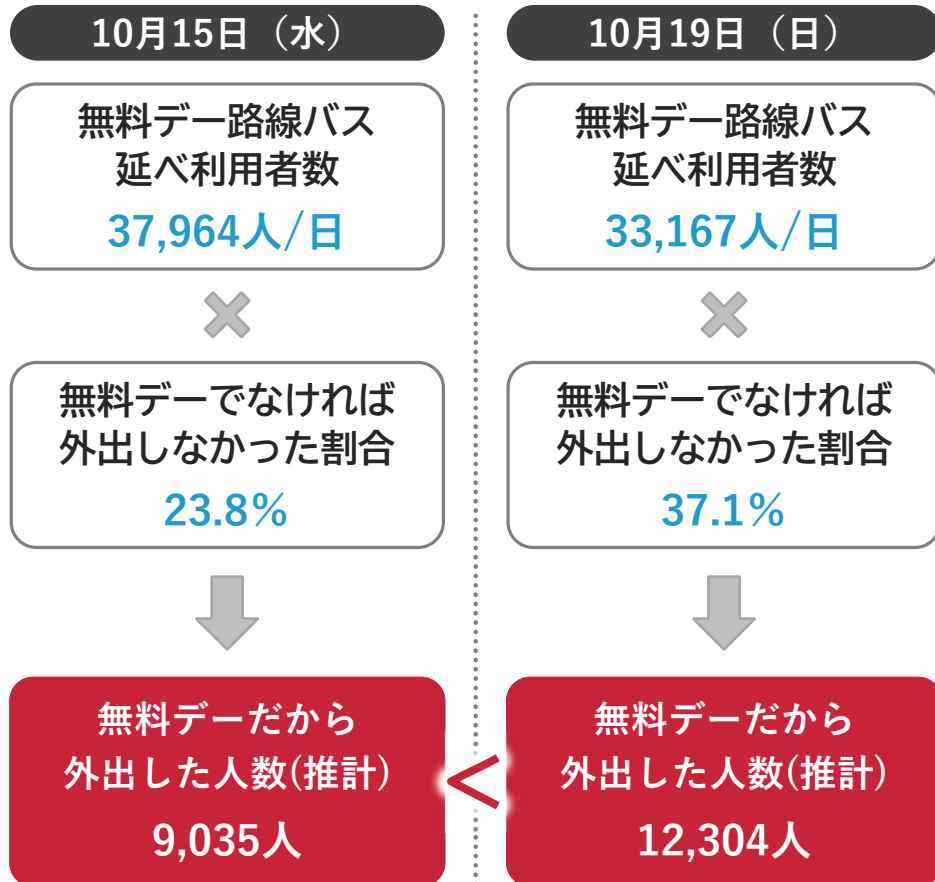 10月15日（水）
無料デー路線バス
延べ利用者数
37,964人/日
×
無料デーでなければ
外出しなかった割合
23.8％
無料デーだから
外出した人数(推計)
9,035人
<
10月19日（日）
無料デー路線バス
延べ利用者数
33,167人/日
×
無料デーでなければ
外出しなかった割合
37.1％
無料デーだから
外出した人数(推計)
12,304人